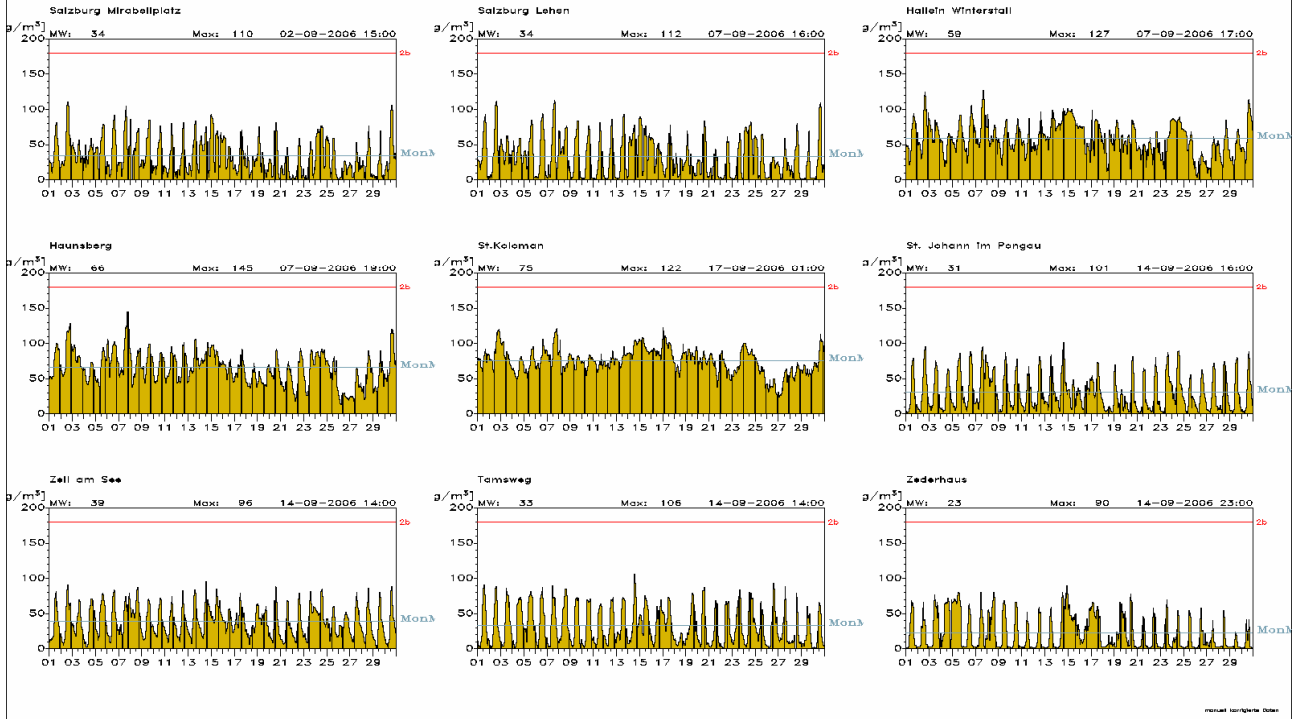 Salzburg Mirabellplatz
g/m³]
MW: 34 Max: 110 02-09-2006 15:00
200
150
100
50
0
01 03 05 07 09 11 13 15 17 19 21 23 25 27 29
MonM
Salzburg Lehen
g/m³]
MW: 34 Max: 112 07-09-2006 16:00
200
150
100
50
0
01 03 05 07 09 11 13 15 17 19 21 23 25 27 29
MonM
Hallein Winterstall
g/m³]
MW: 59 Max: 127 07-09-2006 17:00
200
150
100
50
0
01 03 05 07 09 11 13 15 17 19 21 23 25 27 29
MonM
Haunsberg
g/m³]
MW: 66 Max: 145 07-09-2006
200
150
100
50
0
01 03 05 07 09 11 13 15 17 19 21 23 25 27 29
MonM
St.Koloman
g/m³]
MW: 75 Max: 122 17-09-2006 01:00
200
150
100
50
0
01 03 05 07 09 11 13 15 17 19 21 23 25 27 29
MonM
St. Johann im Pongau
g/m³]
MW: 31 Max: 101 14-09-2006 16:00
200
150
100
50
0
01 03 05 07 09 11 13 15 17 19 21 23 25 27 29
MonM
Zell am See
g/m³]
MW: 39 Max: 96 14-09-2006 14:00
200
150
100
50
0
01 03 05 07 09 11 13 15 17 19 21 23 25 27 29
MonM
Tamsweg
g/m³]
MW: 33 Max: 106 14-09-2006 14:00
200
150
100
50
0
01 03 05 07 09 11 13 15 17 19 21 23 25 27 29
MonM
Zederhaus
g/m³]
MW: 23 Max: 90 14-09-2006 23:00
200
150
100
50
0
01 03 05 07 09 11 13 15 17 19 21 23 25 27 29
MonM
manuell korrigierte Daten